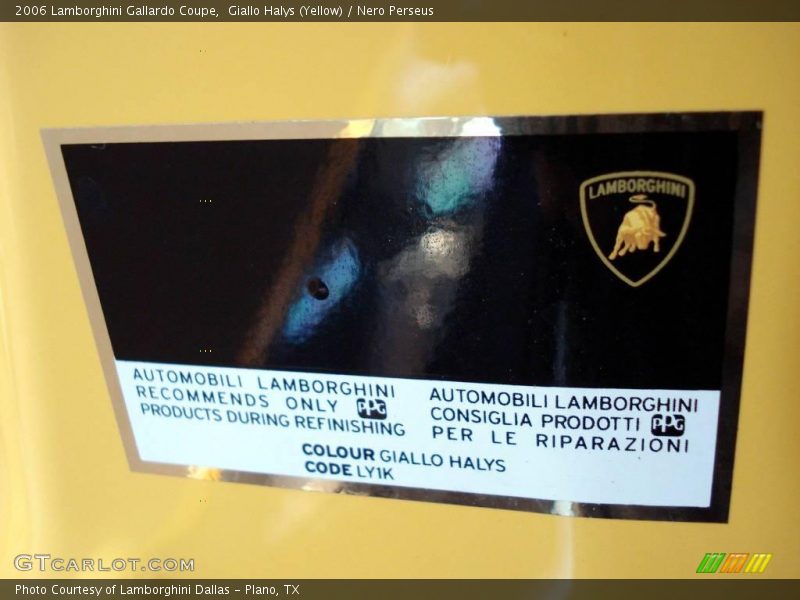 2006 Lamborghini Gallardo Coupe,  Giallo Halys (Yellow) / Nero Perseus
LAMBORGHINI
AUTOMOBILI LAMBORGHINI
RECOMMENDS ONLY PPG
PRODUCTS DURING REFINISHING
AUTOMOBILI LAMBORGHINI
CONSIGLIA PRODOTTI PPG
PER LE RIPARAZIONI
COLOUR GIALLO HALYS
CODE LY1K
GTCARLOT.COM
Photo Courtesy of Lamborghini Dallas - Plano, TX